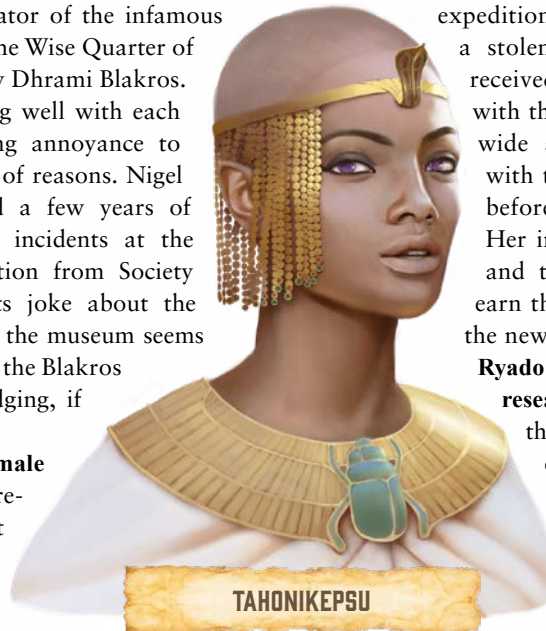 ator of the infamous
he Wise Quarter of
y Dhrami Blakros.
g well with each
ng annoyance to
of reasons. Nigel
d a few years of
incidents at the
tion from Society
ts joke about the
the museum seems
the Blakros
lging, if
male
re-
t
expedition
a stolen
received
with th
wide
with t
before
Her in
and t
earn th
the new
Ryado
resea
th
TAHONIKEPSU